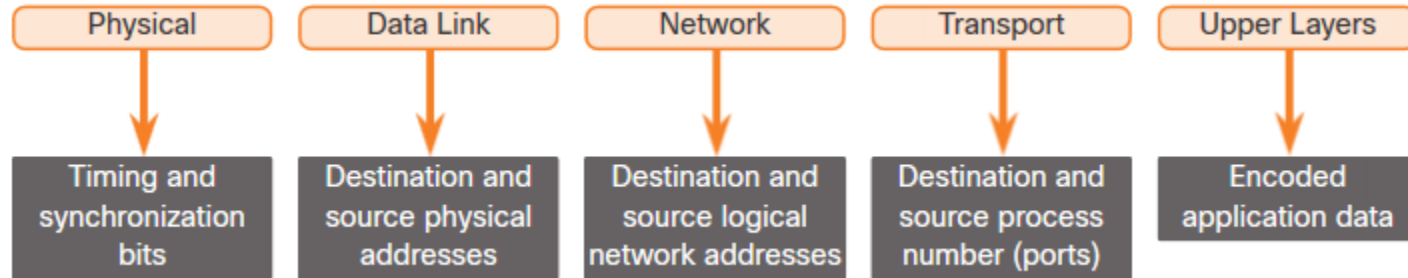 Physical
Data Link
Network
Transport
Upper Layers
Timing and
synchronization
bits
Destination and
source physical
addresses
Destination and
source logical
network addresses
Destination and
source process
number (ports)
Encoded
application data